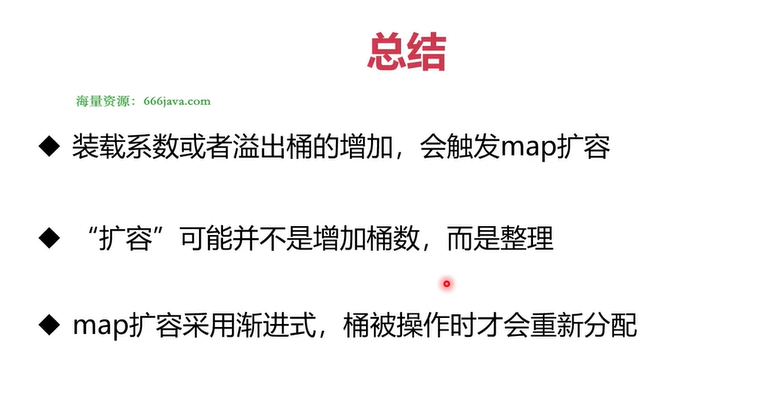 总结
海量资源：666java.com
◆ 装载系数或者溢出桶的增加，会触发map扩容
◆ “扩容”可能并不是增加桶数，而是整理
◆ map扩容采用渐进式，桶被操作时才会重新分配